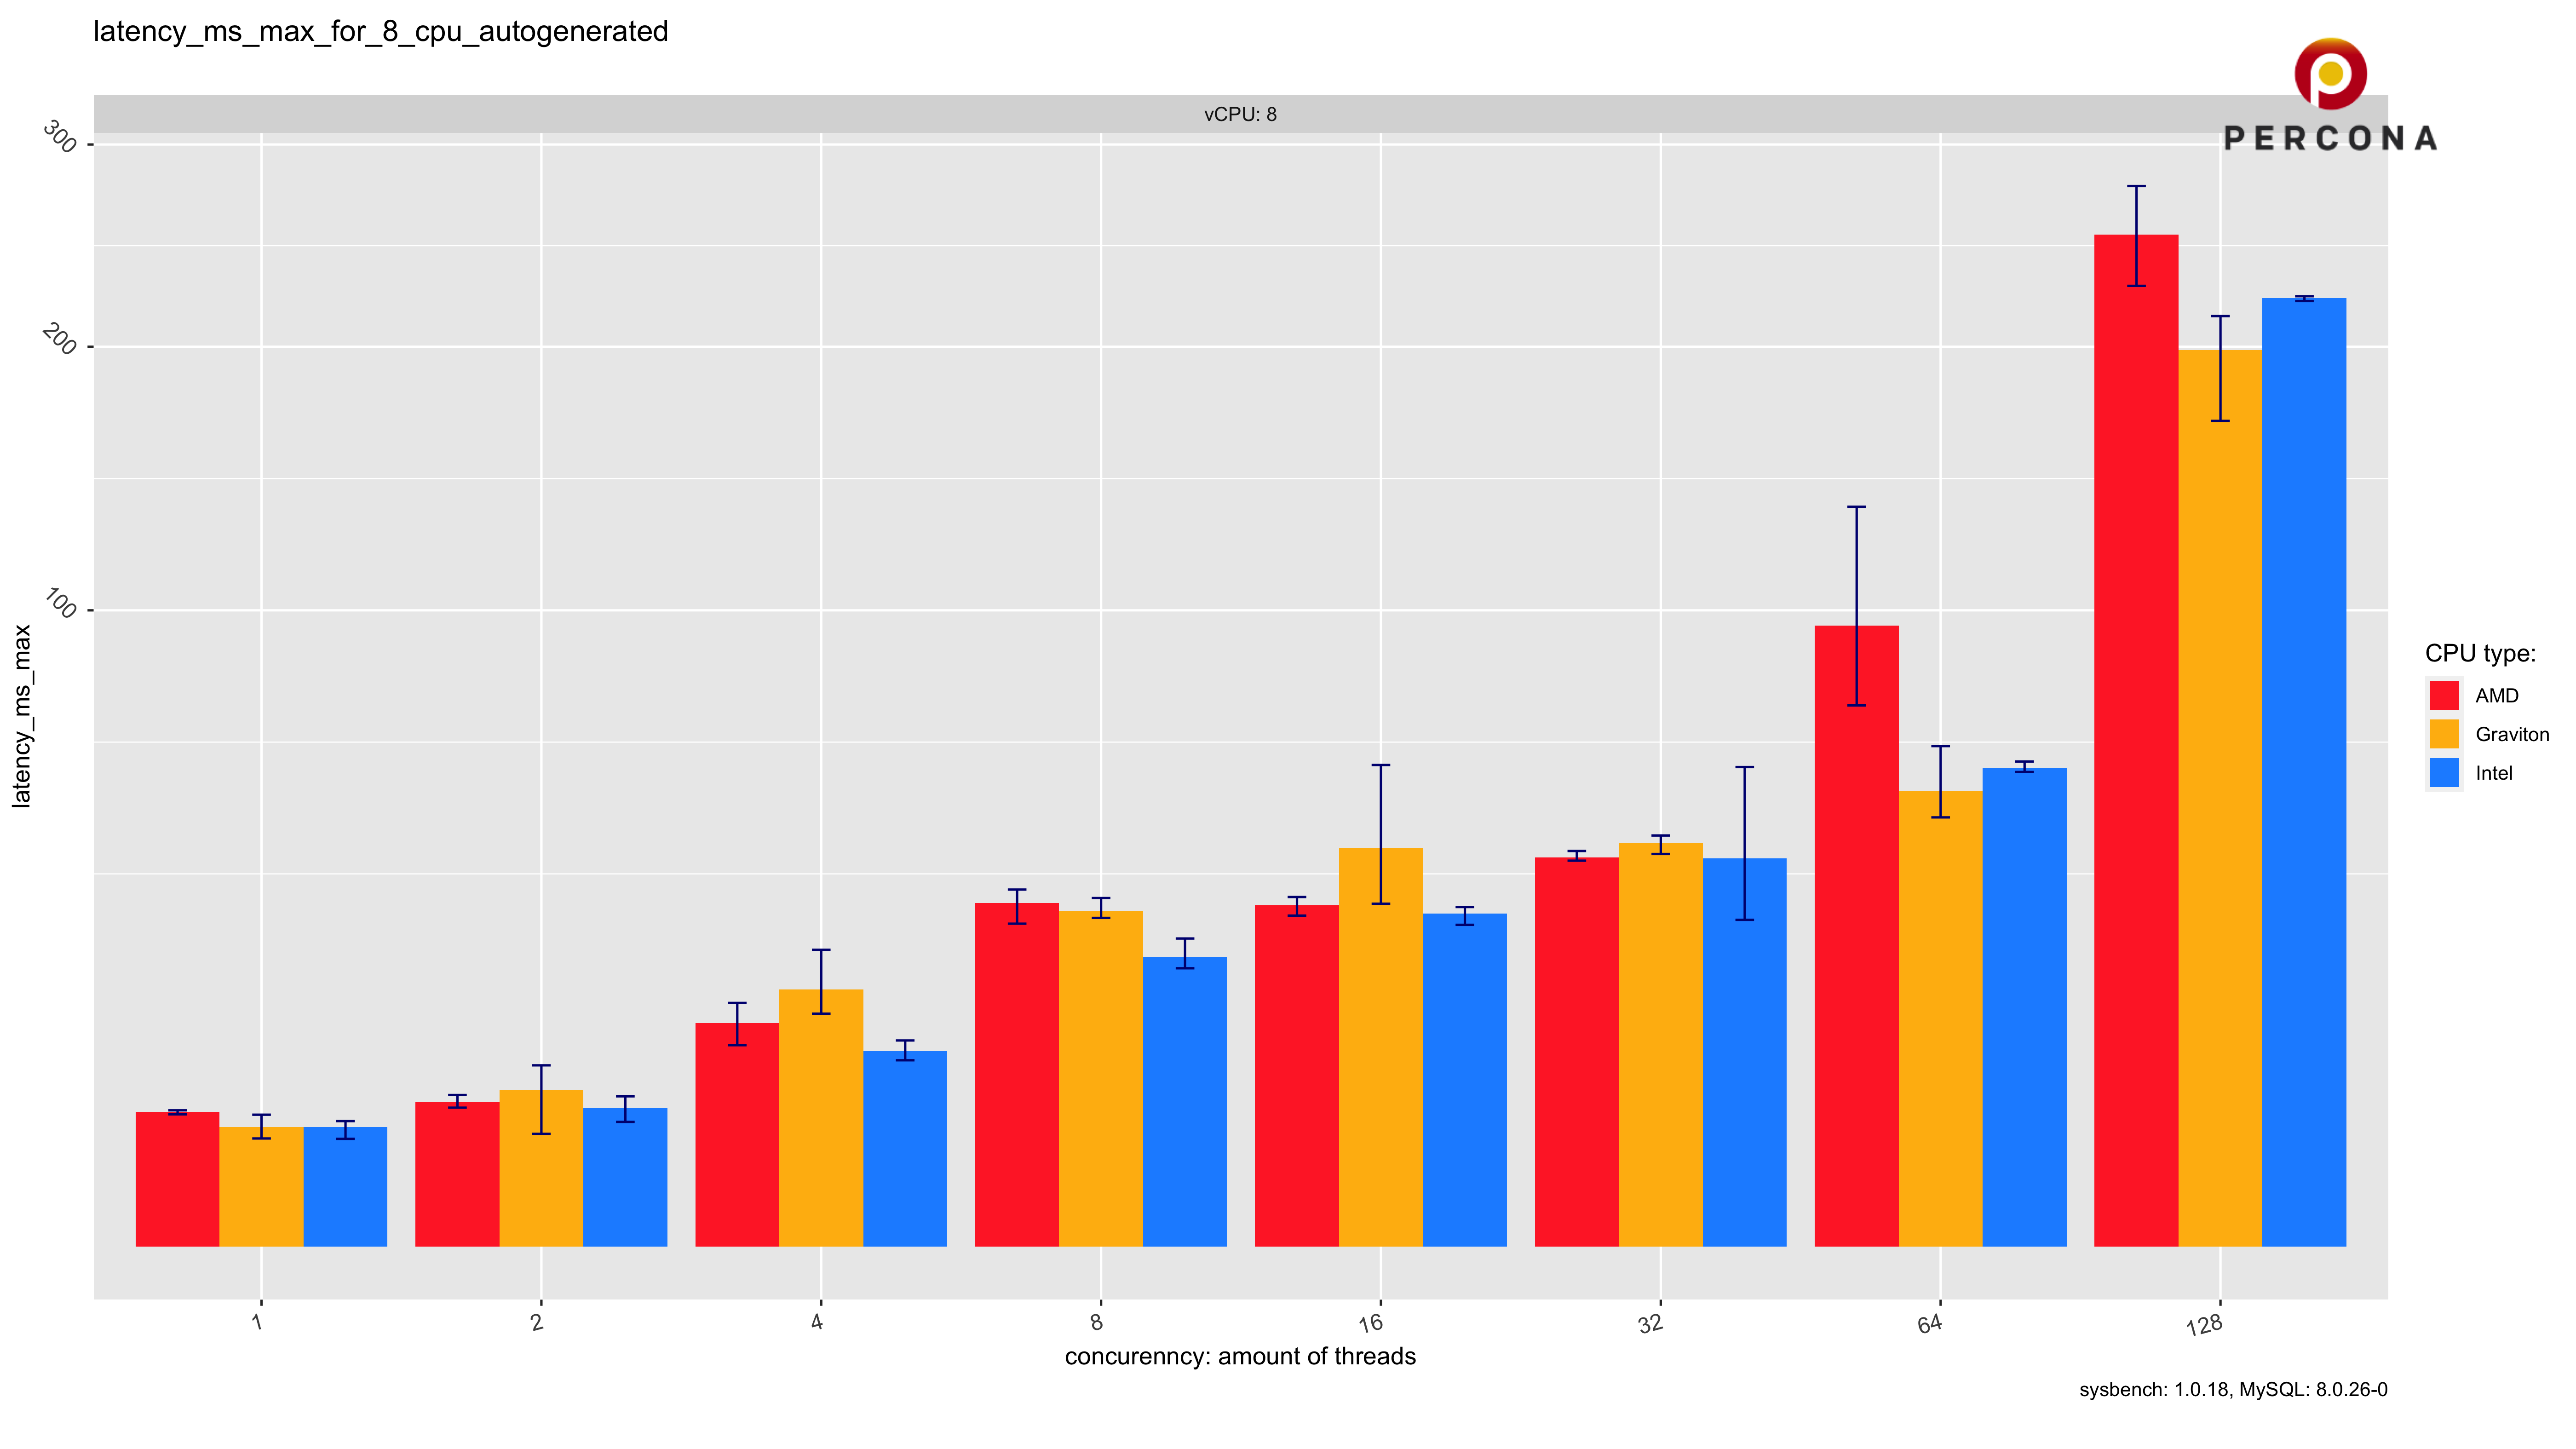 latency_ms_max_for_8_cpu_autogenerated
PERCONA
vCPU: 8
300
200
100
latency_ms_max
CPU type:
AMD
Graviton
Intel
1
2
4
8
16
32
64
128
concurenncy: amount of threads
sysbench: 1.0.18, MySQL: 8.0.26-0